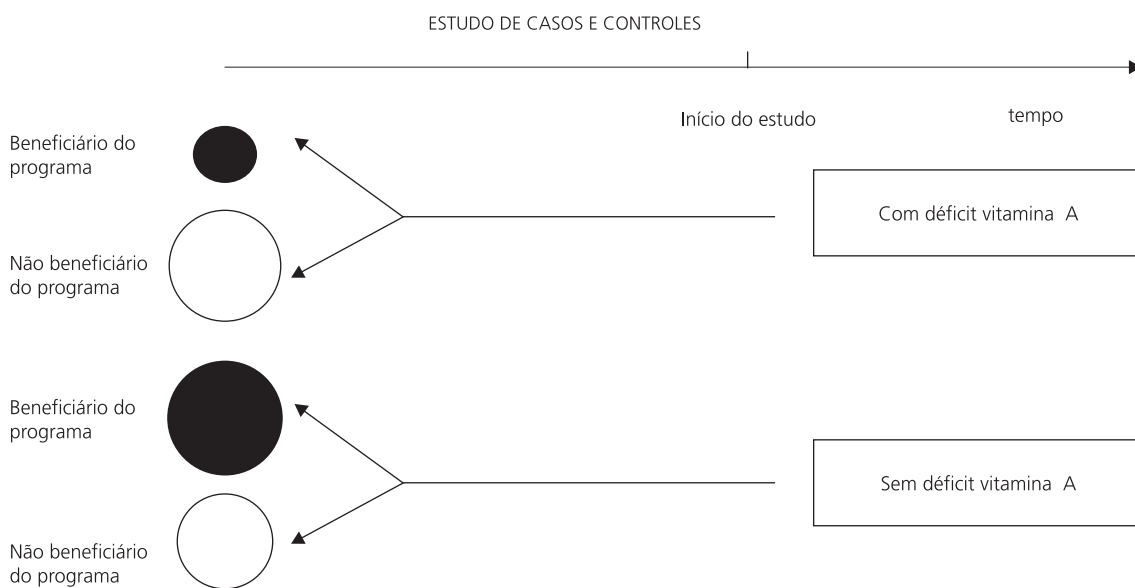 ESTUDO DE CASOS E CONTROLES
Início do estudo
tempo
Beneficiário do
programa
Com déficit vitamina A
Não beneficiário
do programa
Beneficiário do
programa
Sem déficit vitamina A
Não beneficiário
do programa